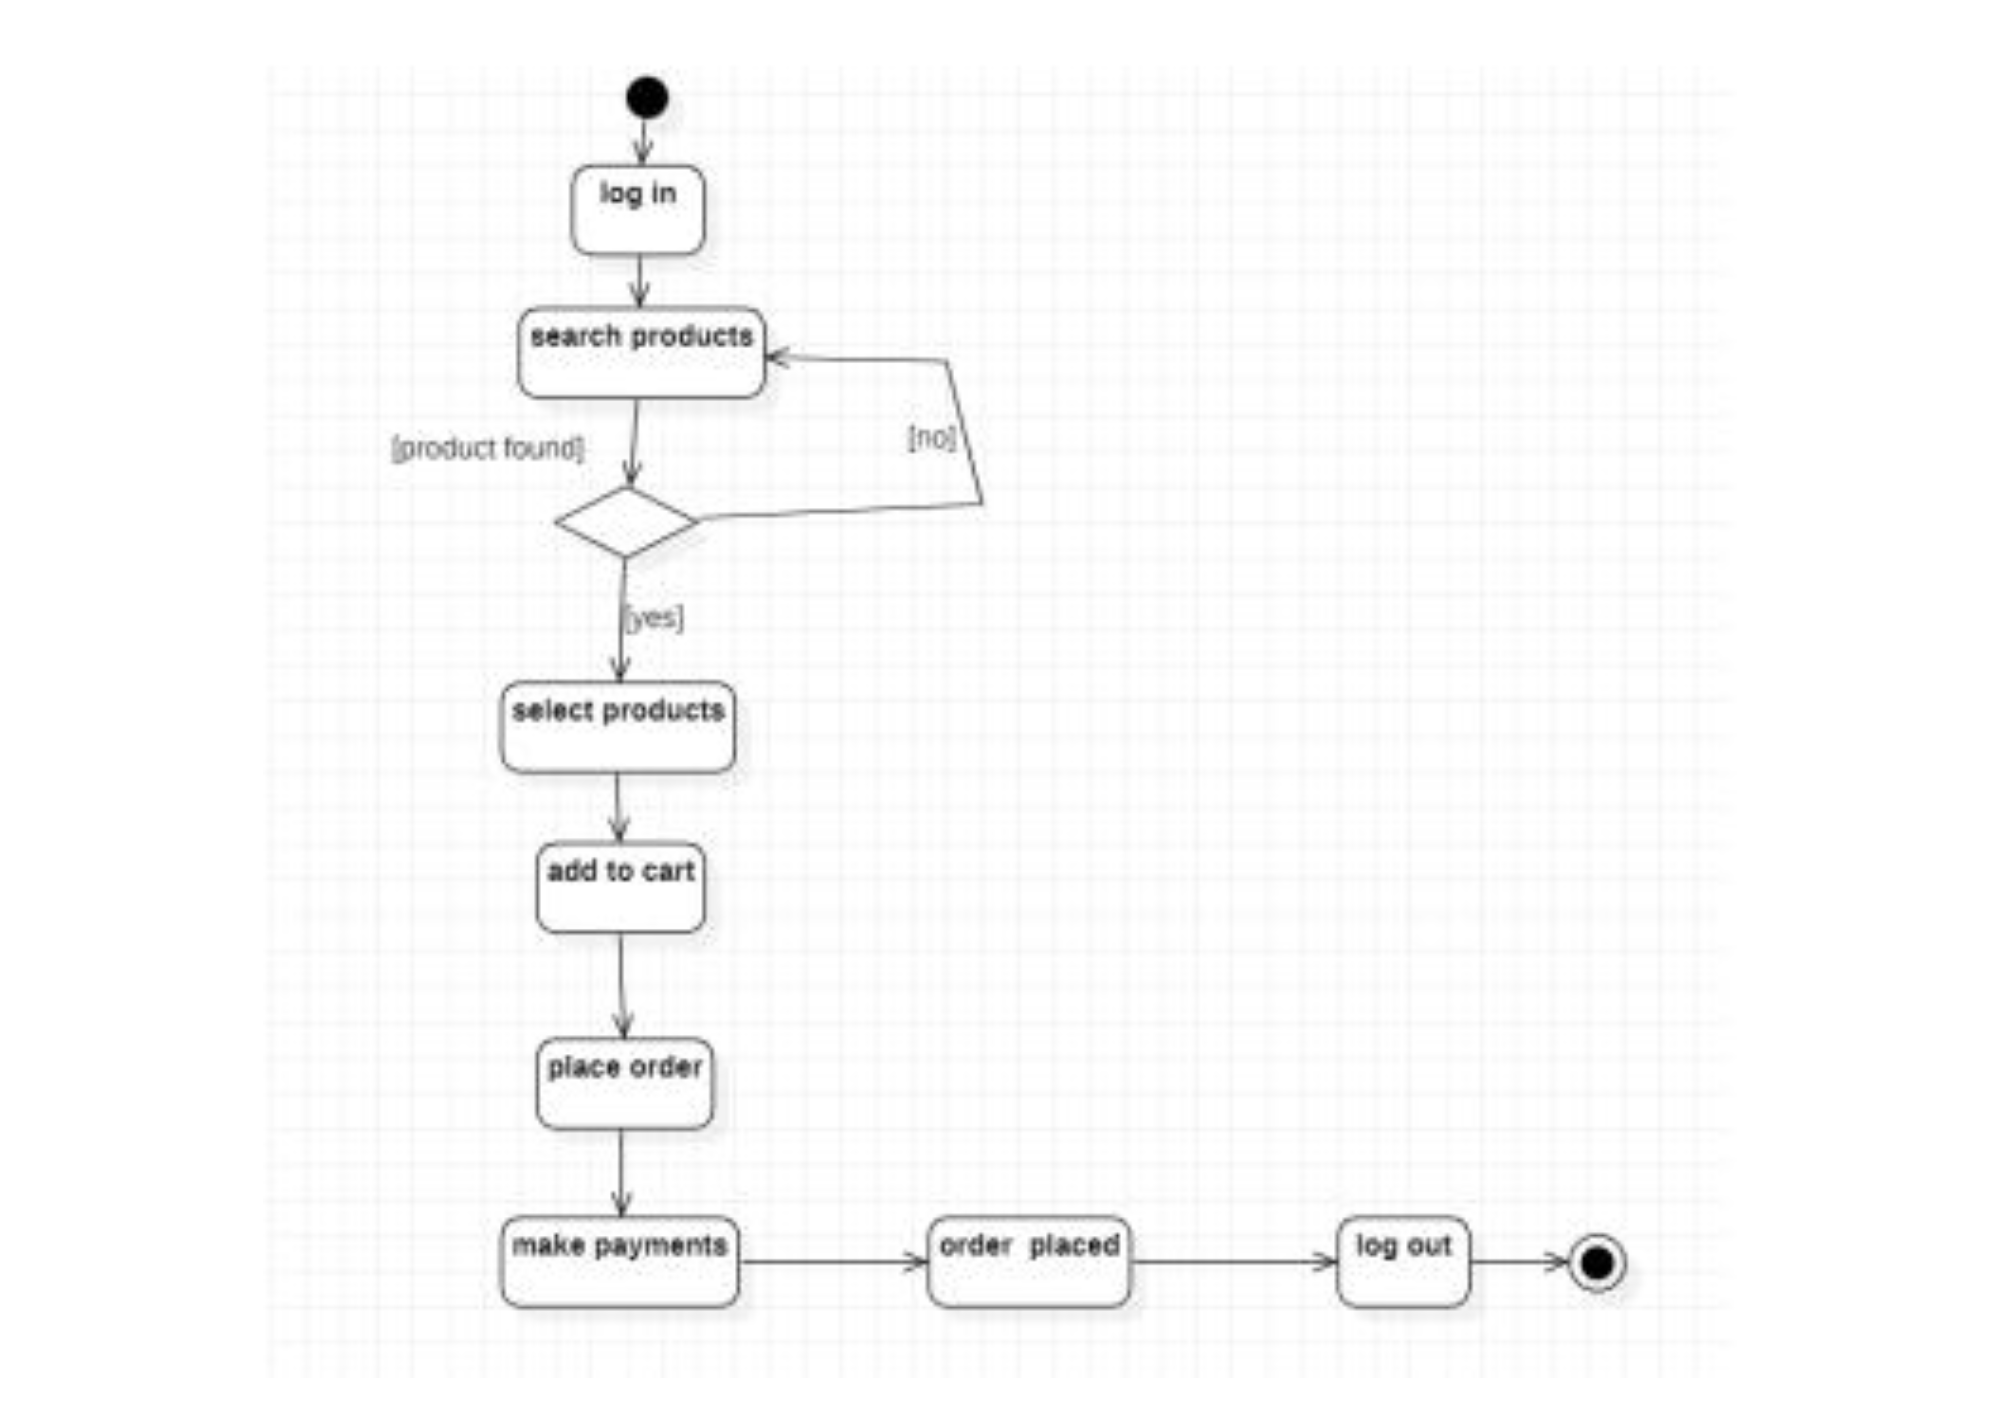 log in
search products
[product found]
[no]
[yes]
select products
add to cart
place order
make payments
order placed
log out